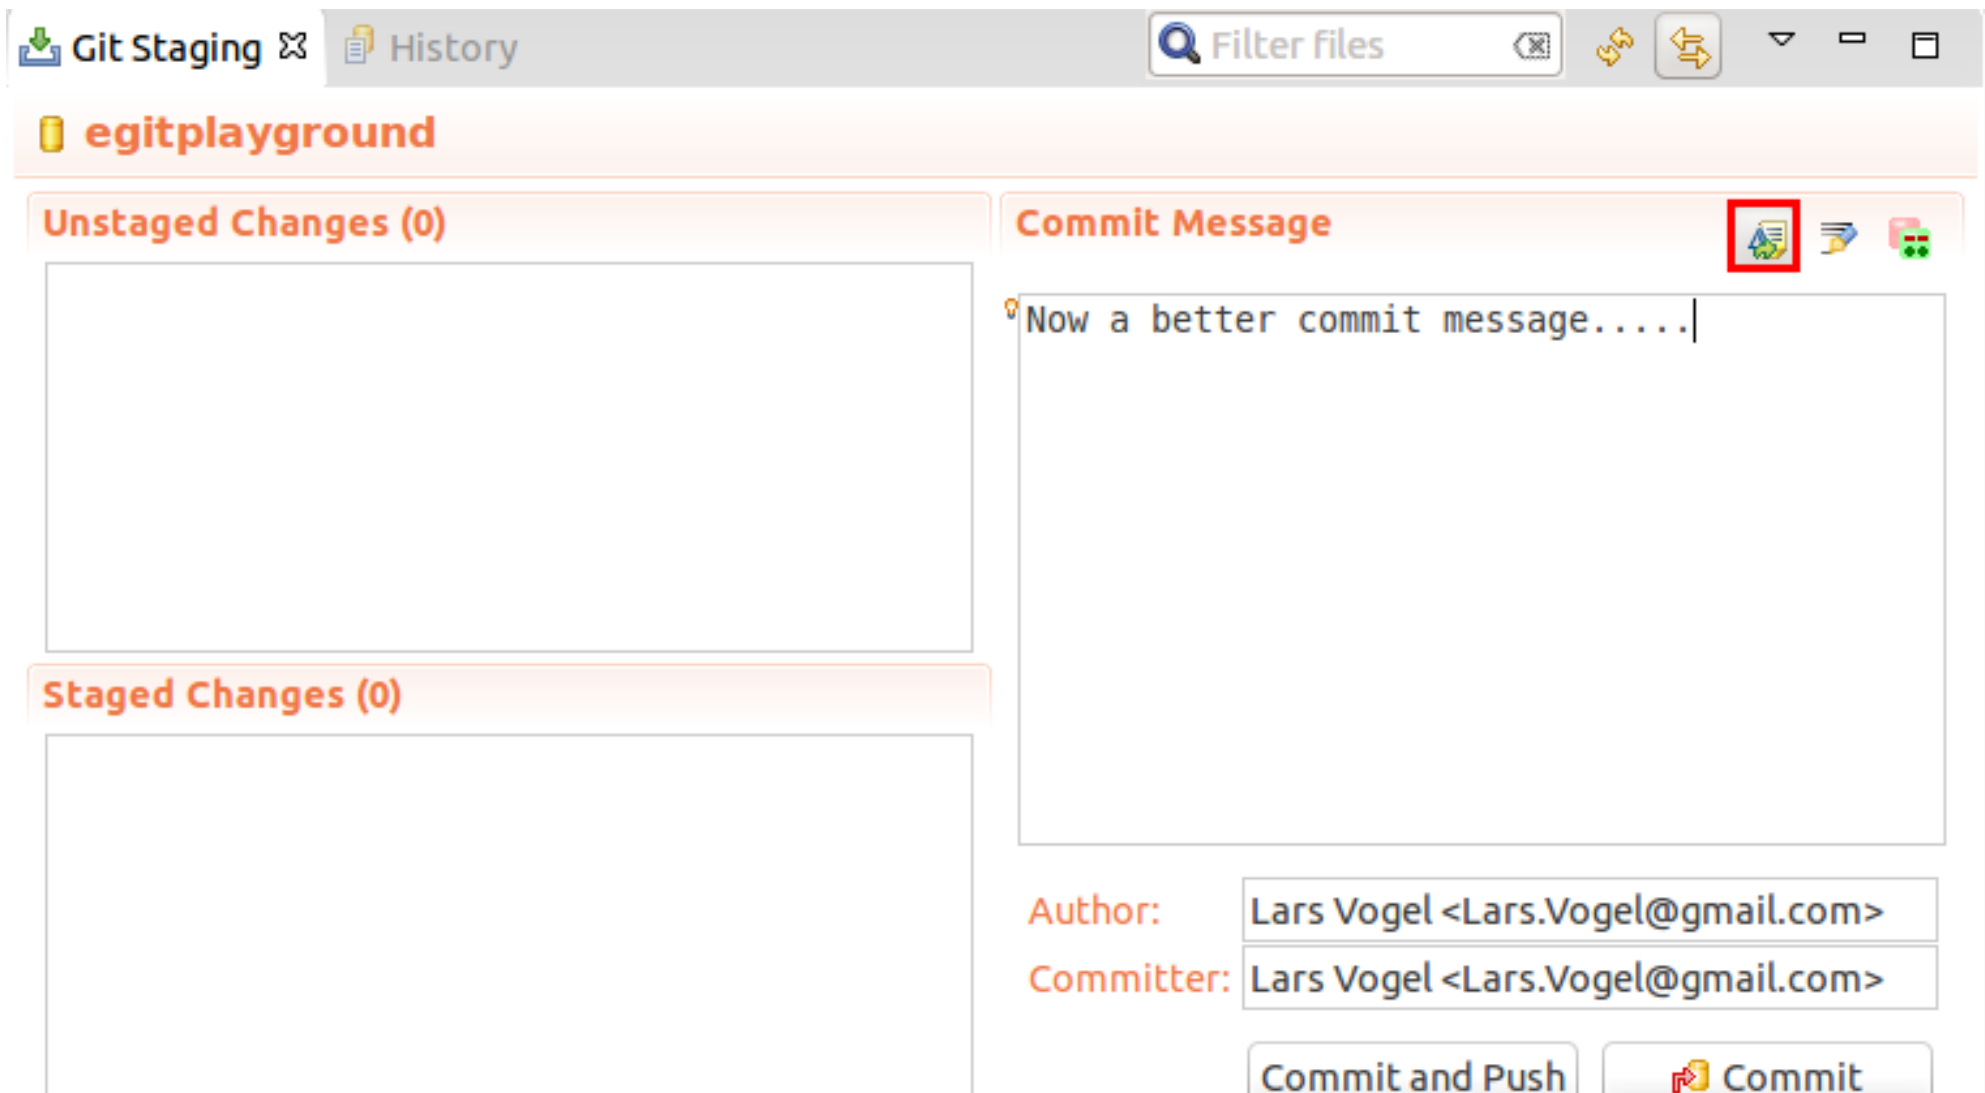 Git Staging
History
Filter files
egitplayground
Unstaged Changes (0)
Commit Message
Now a better commit message.....
Staged Changes (0)
Author: Lars Vogel <Lars.Vogel@gmail.com>
Committer: Lars Vogel <Lars.Vogel@gmail.com>
Commit and Push
Commit